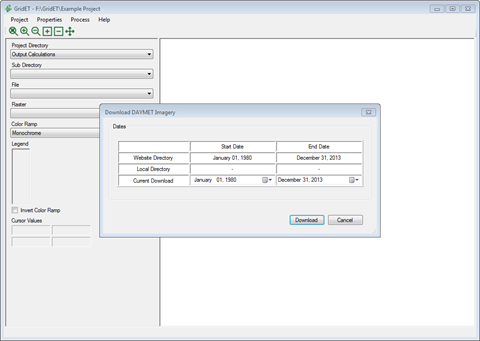 GridET - F:\GridET\Example Project
Project Properties Process Help
Project Directory
Output Calculations
Sub Directory
File
Raster
Color Ramp
Monochrome
Legend
Invert Color Ramp
Cursor Values
Download DAYMET Imagery
Dates
Start Date End Date
Website Directory January 01, 1980 December 31, 2013
Local Directory - -
Current Download January 01, 1980 December 31, 2013
Download Cancel